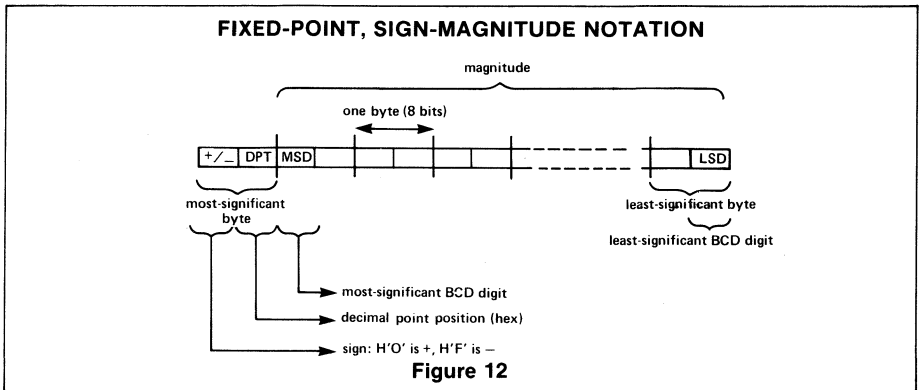 FIXED-POINT, SIGN-MAGNITUDE NOTATION
magnitude
one byte (8 bits)
+/− DPT MSD LSD
most-significant
byte
least-significant byte
least-significant BCD digit
most-significant BCD digit
decimal point position (hex)
sign: H'O' is +, H'F' is −
Figure 12